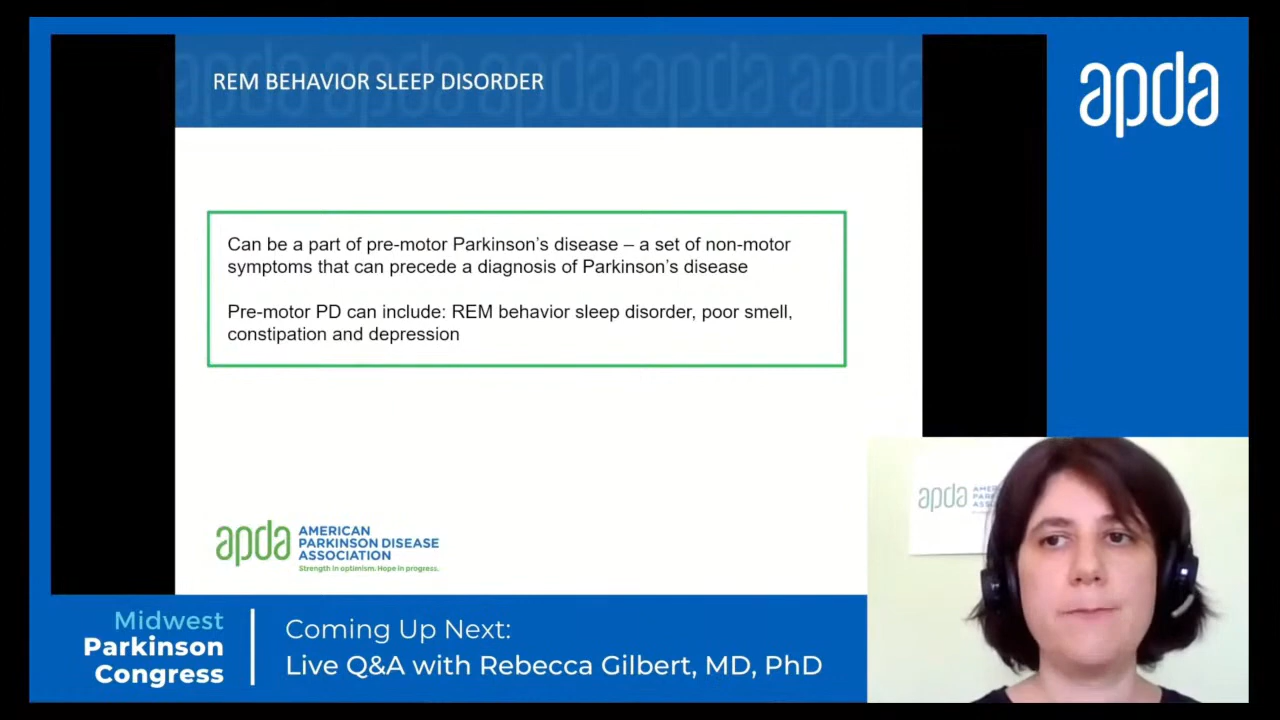 REM BEHAVIOR SLEEP DISORDER
apda
Can be a part of pre-motor Parkinson’s disease – a set of non-motor
symptoms that can precede a diagnosis of Parkinson’s disease
Pre-motor PD can include: REM behavior sleep disorder, poor smell,
constipation and depression
apda
AMERICAN
PARKINSON DISEASE
ASSOCIATION
Strength in optimism. Hope in progress.
apda
Midwest
Parkinson
Congress
Coming Up Next:
Live Q&A with Rebecca Gilbert, MD, PhD